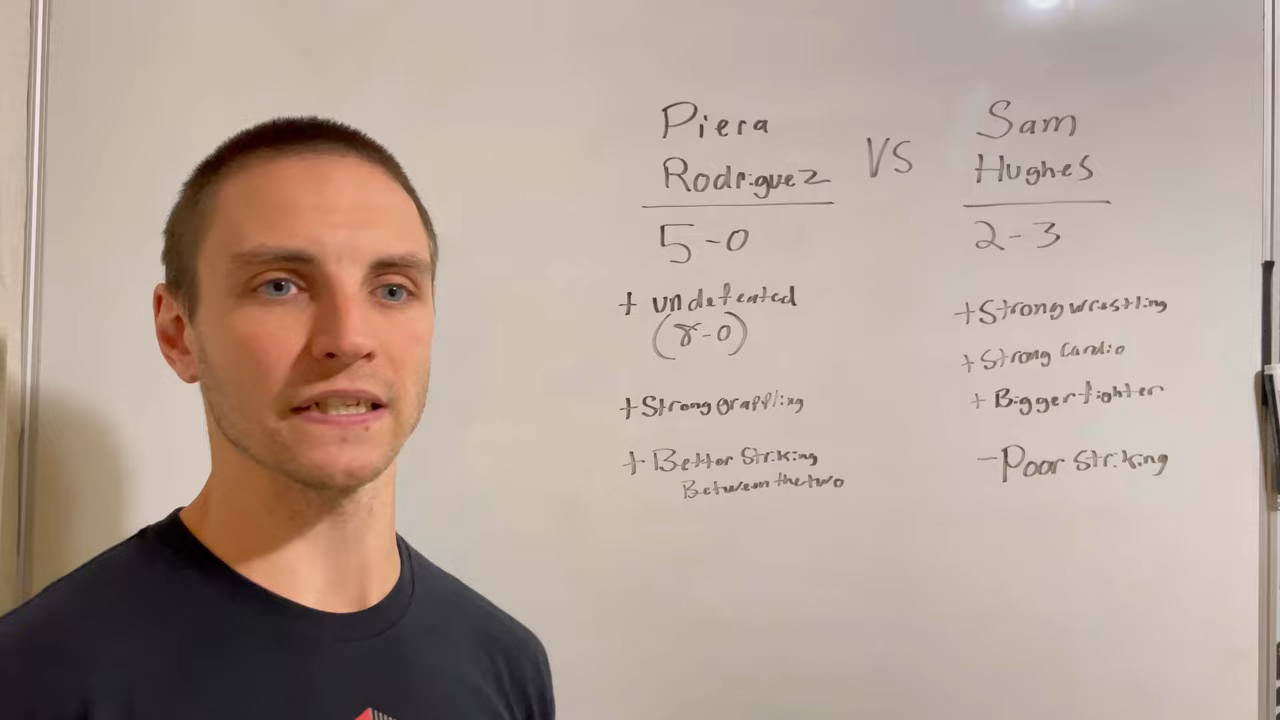 Piera
Rodriguez
VS
Sam
Hughes
5-0
2-3
+ undefeated
(8-0)
+ Strong grappling
+ Better Striking
Between the two
+ Strong wrestling
+ Strong Cardio
+ Bigger fighter
- Poor Striking